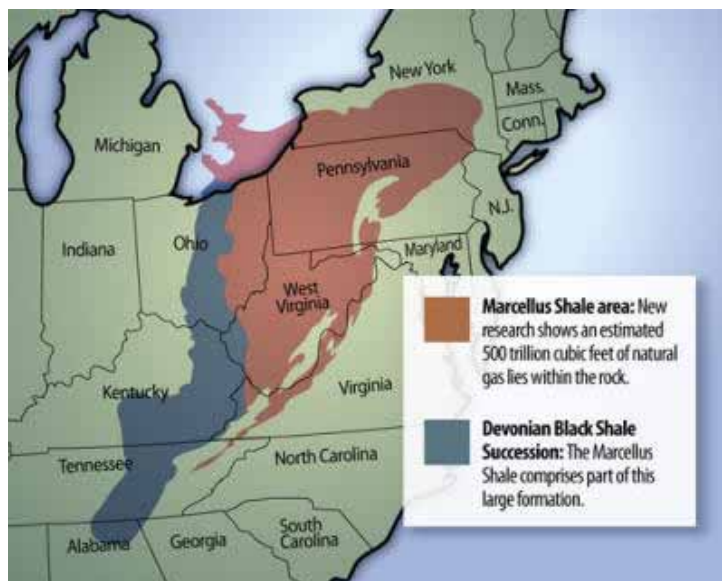 New York
Mass.
Michigan
Conn.
Pennsylvania
N.J.
Ohio
Indiana
Maryland
West
Virginia
Marcellus Shale area: New
research shows an estimated
500 trillion cubic feet of natural
gas lies within the rock.
Kentucky
Virginia
Devonian Black Shale
Succession: The Marcellus
Shale comprises part of this
large formation.
Tennessee
North Carolina
South
Carolina
Alabama
Georgia